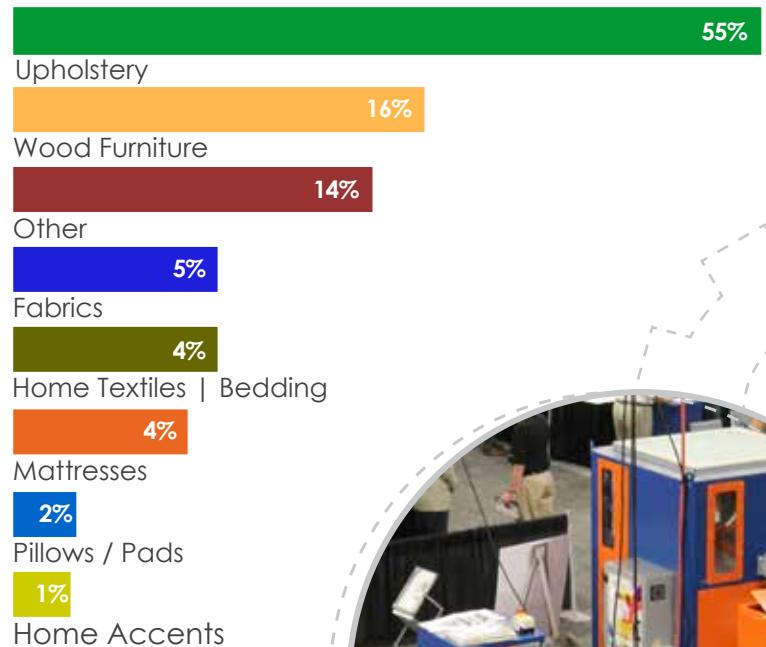 55%
Upholstery
16%
Wood Furniture
14%
Other
5%
Fabrics
4%
Home Textiles | Bedding
4%
Mattresses
2%
Pillows / Pads
1%
Home Accents